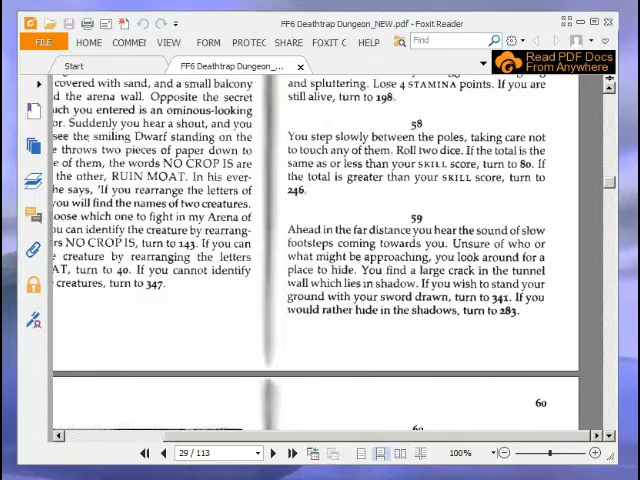 FF6 Deathtrap Dungeon_NEW.pdf - Foxit Reader
FILE HOME COMMEI VIEW FORM PROTEC SHARE FOXIT C HELP Find
Read PDF Docs
From Anywhere
Start FF6 Deathtrap Dungeon_...
covered with sand, and a small balcony
d the arena wall. Opposite the secret
ch you entered is an ominous-looking
or. Suddenly you hear a shout, and you
see the smiling Dwarf standing on the
e throws two pieces of paper down to
e of them, the words NO CROP IS are
the other, RUIN MOAT. In his ever-
he says, 'If you rearrange the letters of
you will find the names of two creatures.
oose which one to fight in my Arena of
u can identify the creature by rearrang-
rs NO CROP IS, turn to 143. If you can
e creature by rearranging the letters
AT, turn to 40. If you cannot identify
creatures, turn to 347.
and spluttering. Lose 4 STAMINA points. If you are
still alive, turn to 198.
58
You step slowly between the poles, taking care not
to touch any of them. Roll two dice. If the total is the
same as or less than your SKILL score, turn to 80. If
the total is greater than your SKILL score, turn to
246.
59
Ahead in the far distance you hear the sound of slow
footsteps coming towards you. Unsure of who or
what might be approaching, you look around for a
place to hide. You find a large crack in the tunnel
wall which lies in shadow. If you wish to stand your
ground with your sword drawn, turn to 341. If you
would rather hide in the shadows, turn to 283.
60
29 / 113 100%